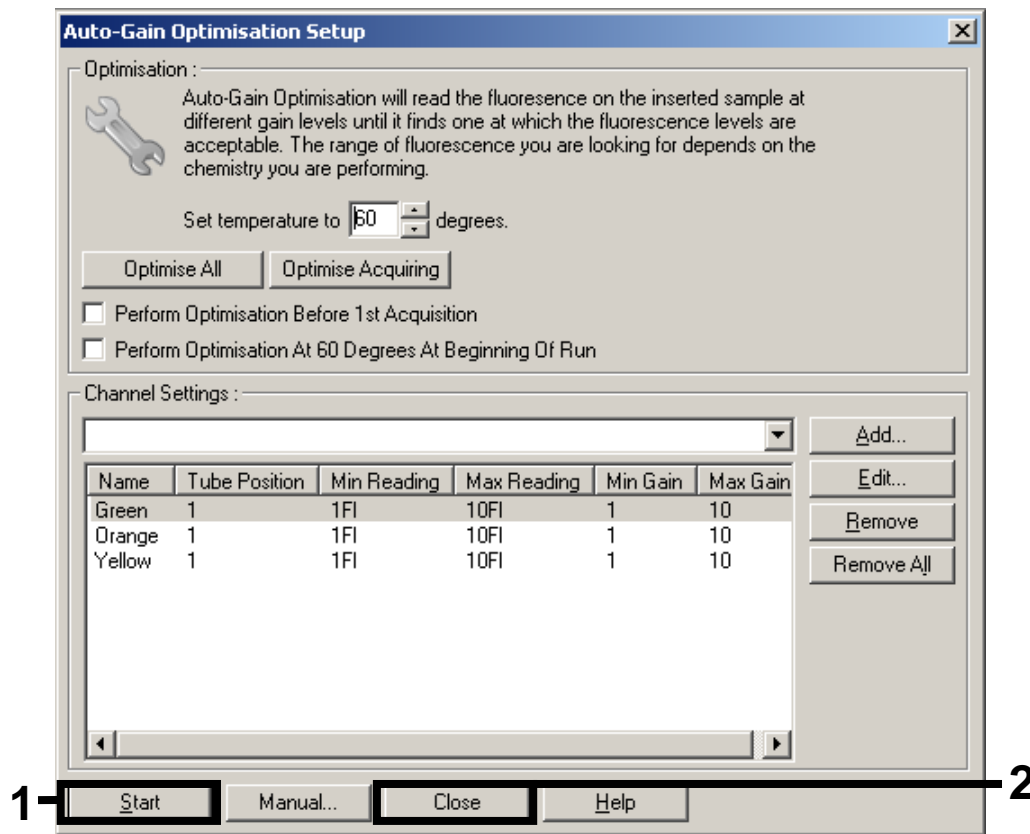 Auto-Gain Optimisation Setup
Optimisation :
Auto-Gain Optimisation will read the fluoresence on the inserted sample at
different gain levels until it finds one at which the fluorescence levels are
acceptable. The range of fluorescence you are looking for depends on the
chemistry you are performing.
Set temperature to 60 degrees.
Optimise All Optimise Acquiring
Perform Optimisation Before 1st Acquisition
Perform Optimisation At 60 Degrees At Beginning Of Run
Channel Settings :
Add...
Name Tube Position Min Reading Max Reading Min Gain Max Gain
Edit...
Green 1 1Fl 10Fl 1 10
Remove
Orange 1 1Fl 10Fl 1 10
Yellow 1 1Fl 10Fl 1 10
Remove All
1 Start Manual... Close Help 2